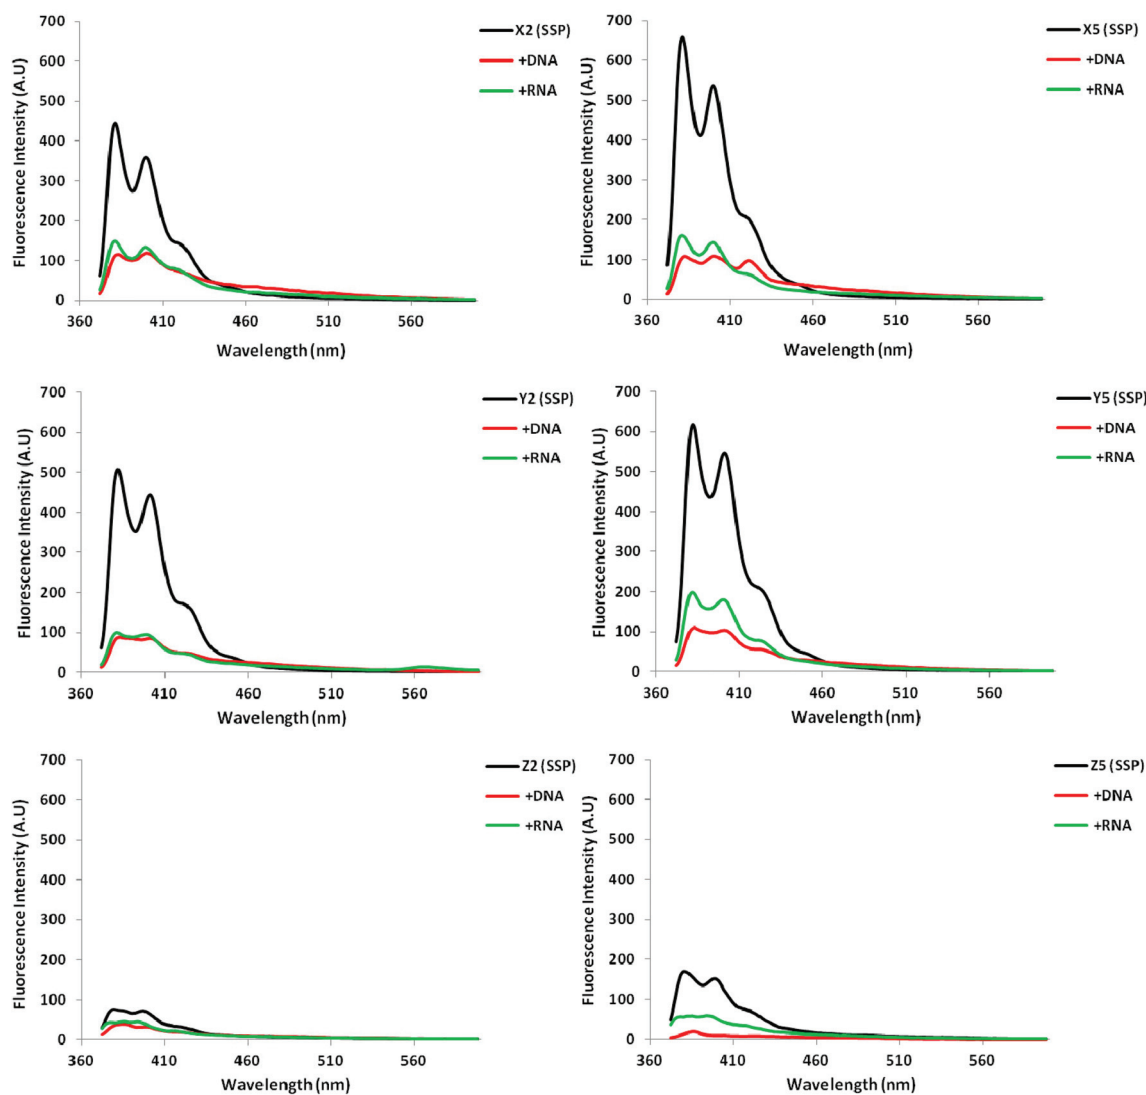 700
600
500
400
300
200
100
0
Fluorescence Intensity (A.U)
X2 (SSP)
+DNA
+RNA
360 410 460 510 560
Wavelength (nm)
700
600
500
400
300
200
100
0
Fluorescence Intensity (A.U)
X5 (SSP)
+DNA
+RNA
360 410 460 510 560
Wavelength (nm)
700
600
500
400
300
200
100
0
Fluorescence Intensity (A.U)
Y2 (SSP)
+DNA
+RNA
360 410 460 510 560
Wavelength (nm)
700
600
500
400
300
200
100
0
Fluorescence Intensity (A.U)
Y5 (SSP)
+DNA
+RNA
360 410 460 510 560
Wavelength (nm)
700
600
500
400
300
200
100
0
Fluorescence Intensity (A.U)
Z2 (SSP)
+DNA
+RNA
360 410 460 510 560
Wavelength (nm)
700
600
500
400
300
200
100
0
Fluorescence Intensity (A.U)
Z5 (SSP)
+DNA
+RNA
360 410 460 510 560
Wavelength (nm)